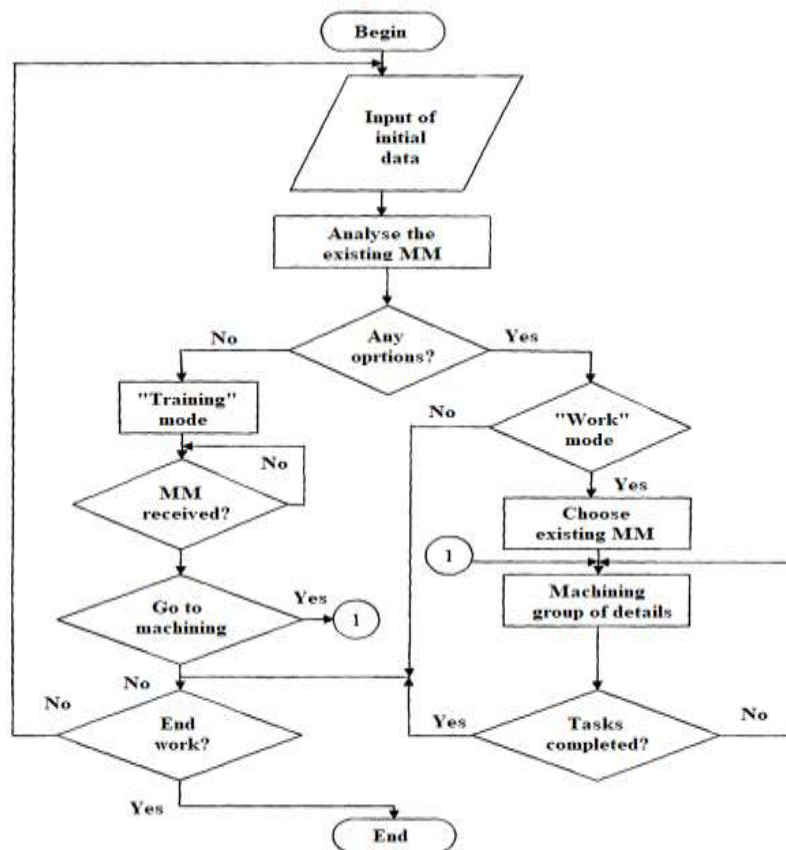 Begin
Input of
initial
data
Analyse the
existing MM
Any
oprtions?
No
Yes
"Training"
mode
No
"Work"
mode
No
MM
received?
Yes
Choose
existing MM
1
Go to
machining
Yes
1
Machining
group of details
No
No
End
work?
Yes
Tasks
completed?
No
Yes
End